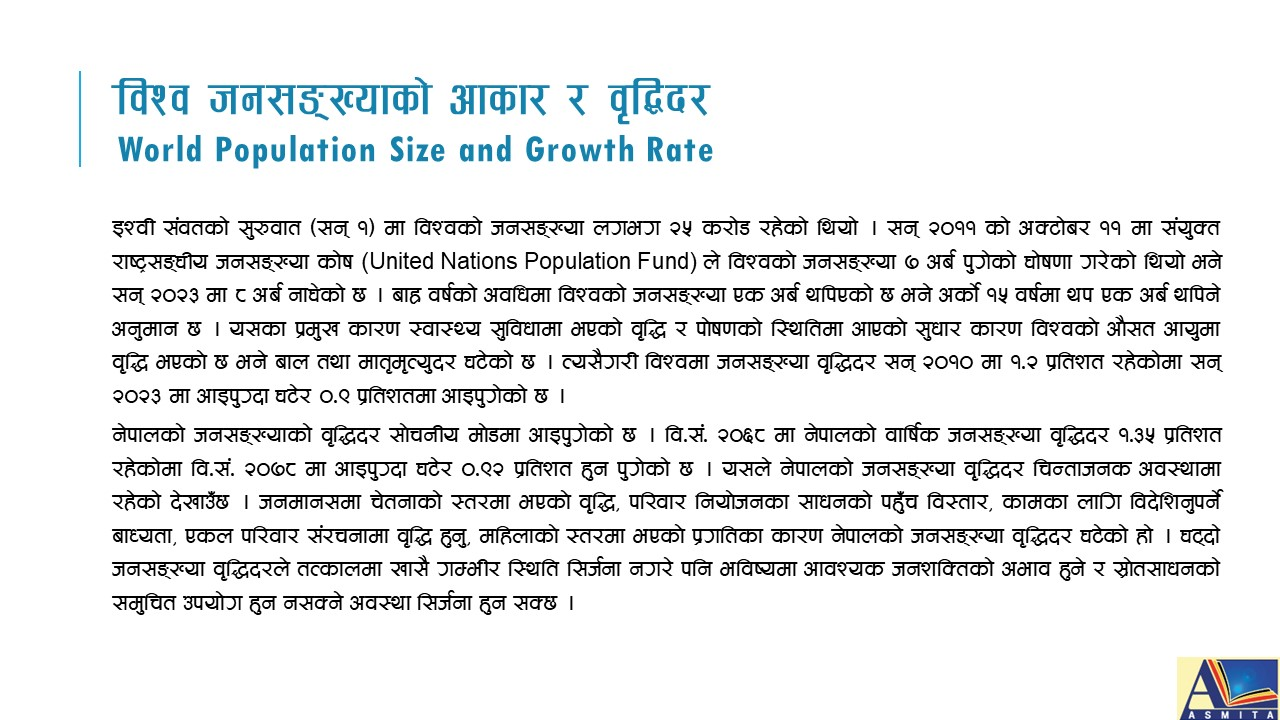 विश्व जनसङ्ख्याको आकार र वृद्धिदर
World Population Size and Growth Rate
इश्वी संवतको सुरुवात (सन् १) मा विश्वको जनसङ्ख्या लगभग २५ करोड रहेको थियो । सन् २०११ को अक्टोबर ११ मा संयुक्त
राष्ट्रसङ्घीय जनसङ्ख्या कोष (United Nations Population Fund) ले विश्वको जनसङ्ख्या ७ अर्ब पुगेको घोषणा गरेको थियो भने
सन् २०२३ मा ८ अर्ब नाघेको छ । बाह्र वर्षको अवधिमा विश्वको जनसङ्ख्या एक अर्ब थपिएको छ भने अर्को १५ वर्षमा थप एक अर्ब थपिने
अनुमान छ । यसका प्रमुख कारण स्वास्थ्य सुविधामा भएको वृद्धि र पोषणको स्थितिमा आएको सुधार कारण विश्वको औसत आयुमा
वृद्धि भएको छ भने बाल तथा मातृमृत्युदर घटेको छ । त्यसैगरी विश्वमा जनसङ्ख्या वृद्धिदर सन् २०१० मा १.२ प्रतिशत रहेकोमा सन्
२०२३ मा आइपुग्दा घटेर ०.९ प्रतिशतमा आइपुगेको छ ।
नेपालको जनसङ्ख्याको वृद्धिदर सोचनीय मोडमा आइपुगेको छ । वि.सं. २०६८ मा नेपालको वार्षिक जनसङ्ख्या वृद्धिदर १.३५ प्रतिशत
रहेकोमा वि.सं. २०७८ मा आइपुग्दा घटेर ०.९२ प्रतिशत हुन पुगेको छ । यसले नेपालको जनसङ्ख्या वृद्धिदर चिन्ताजनक अवस्थामा
रहेको देखाउँछ । जनमानसमा चेतनाको स्तरमा भएको वृद्धि, परिवार नियोजनका साधनको पहुँच विस्तार, कामका लागि विदेशिनुपर्ने
बाध्यता, एकल परिवार संरचनामा वृद्धि हुनु, महिलाको स्तरमा भएको प्रगतिका कारण नेपालको जनसङ्ख्या वृद्धिदर घटेको हो । घट्दो
जनसङ्ख्या वृद्धिदरले तत्कालमा खासै गम्भीर स्थिति सिर्जना नगरे पनि भविष्यमा आवश्यक जनशक्तिको अभाव हुने र स्रोतसाधनको
समुचित उपयोग हुन नसक्ने अवस्था सिर्जना हुन सक्छ ।
ASMITA